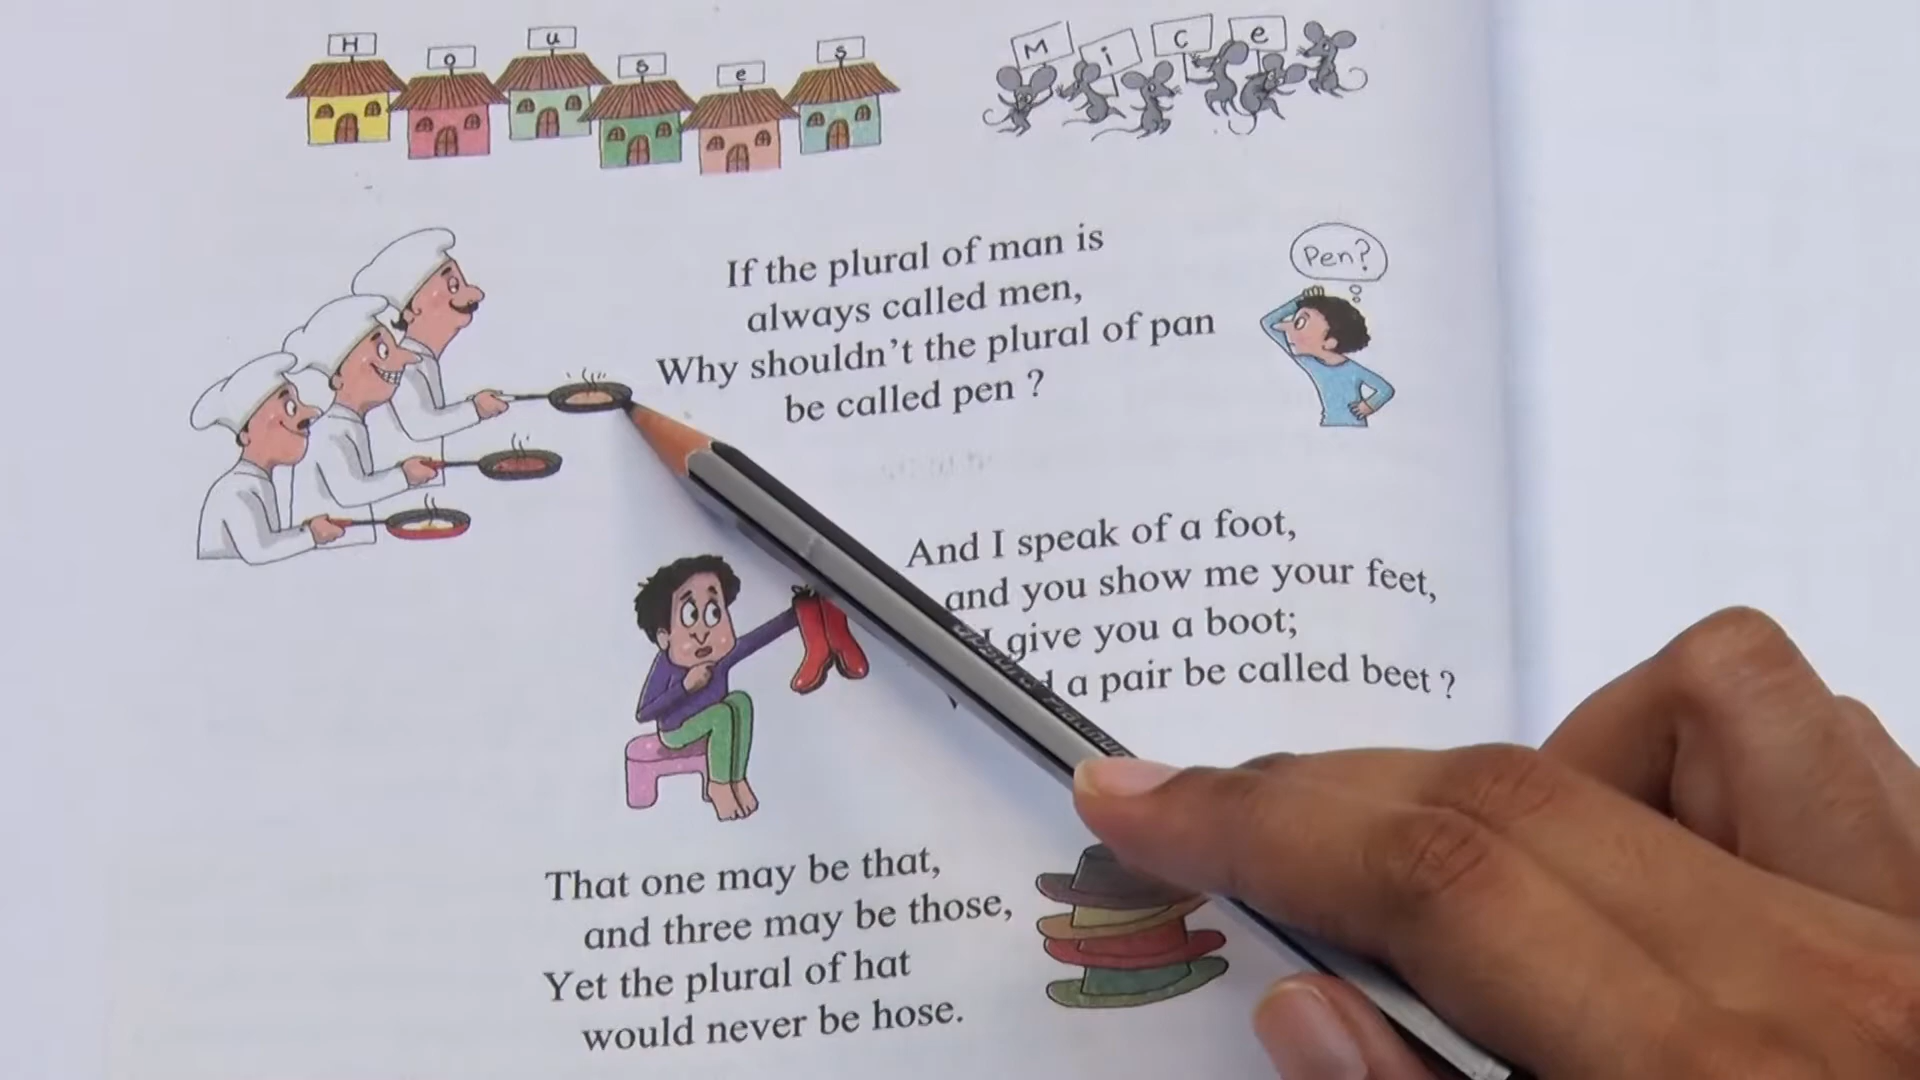 H o u s e s
M i c e
If the plural of man is
always called men,
Why shouldn't the plural of pan
be called pen ?
Pen?
And I speak of a foot,
and you show me your feet,
I give you a boot;
a pair be called beet ?
That one may be that,
and three may be those,
Yet the plural of hat
would never be hose.